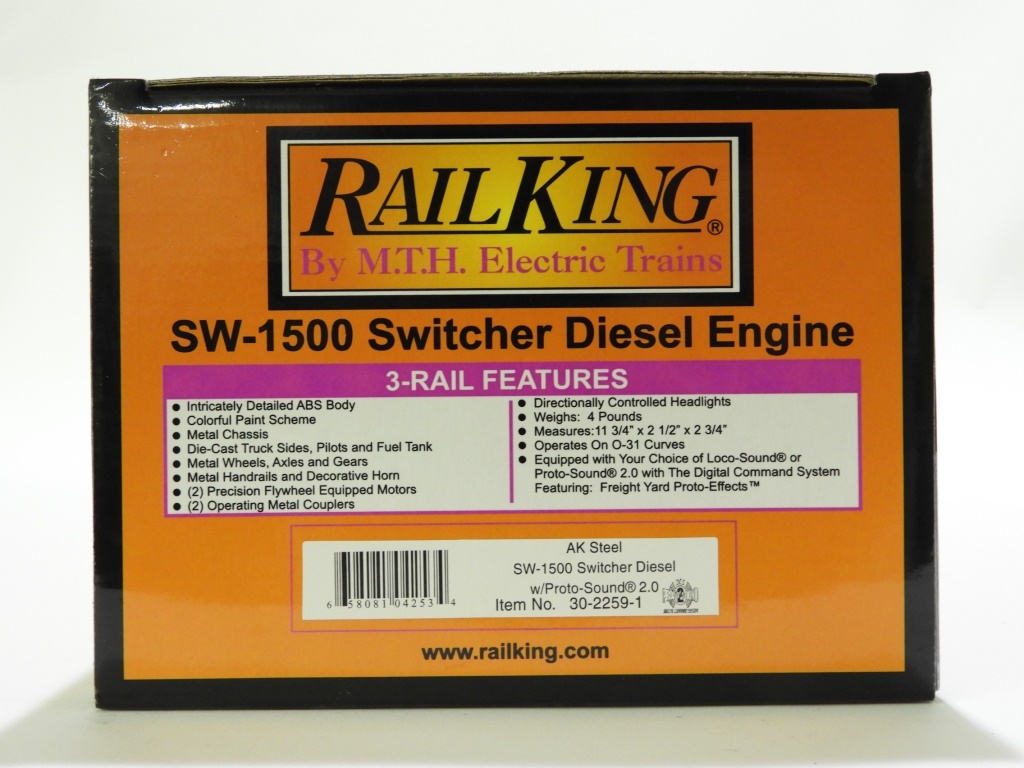 RAILKING®
By M.T.H. Electric Trains
SW-1500 Switcher Diesel Engine
3-RAIL FEATURES
● Intricately Detailed ABS Body
● Colorful Paint Scheme
● Metal Chassis
● Die-Cast Truck Sides, Pilots and Fuel Tank
● Metal Wheels, Axles and Gears
● Metal Handrails and Decorative Horn
● (2) Precision Flywheel Equipped Motors
● (2) Operating Metal Couplers
● Directionally Controlled Headlights
● Weighs: 4 Pounds
● Measures:11 3/4" x 2 1/2" x 2 3/4"
● Operates On O-31 Curves
● Equipped with Your Choice of Loco-Sound® or
Proto-Sound® 2.0 with The Digital Command System
Featuring: Freight Yard Proto-Effects™
6 58081 04253 4
AK Steel
SW-1500 Switcher Diesel
w/Proto-Sound® 2.0
Item No. 30-2259-1
2
www.railking.com